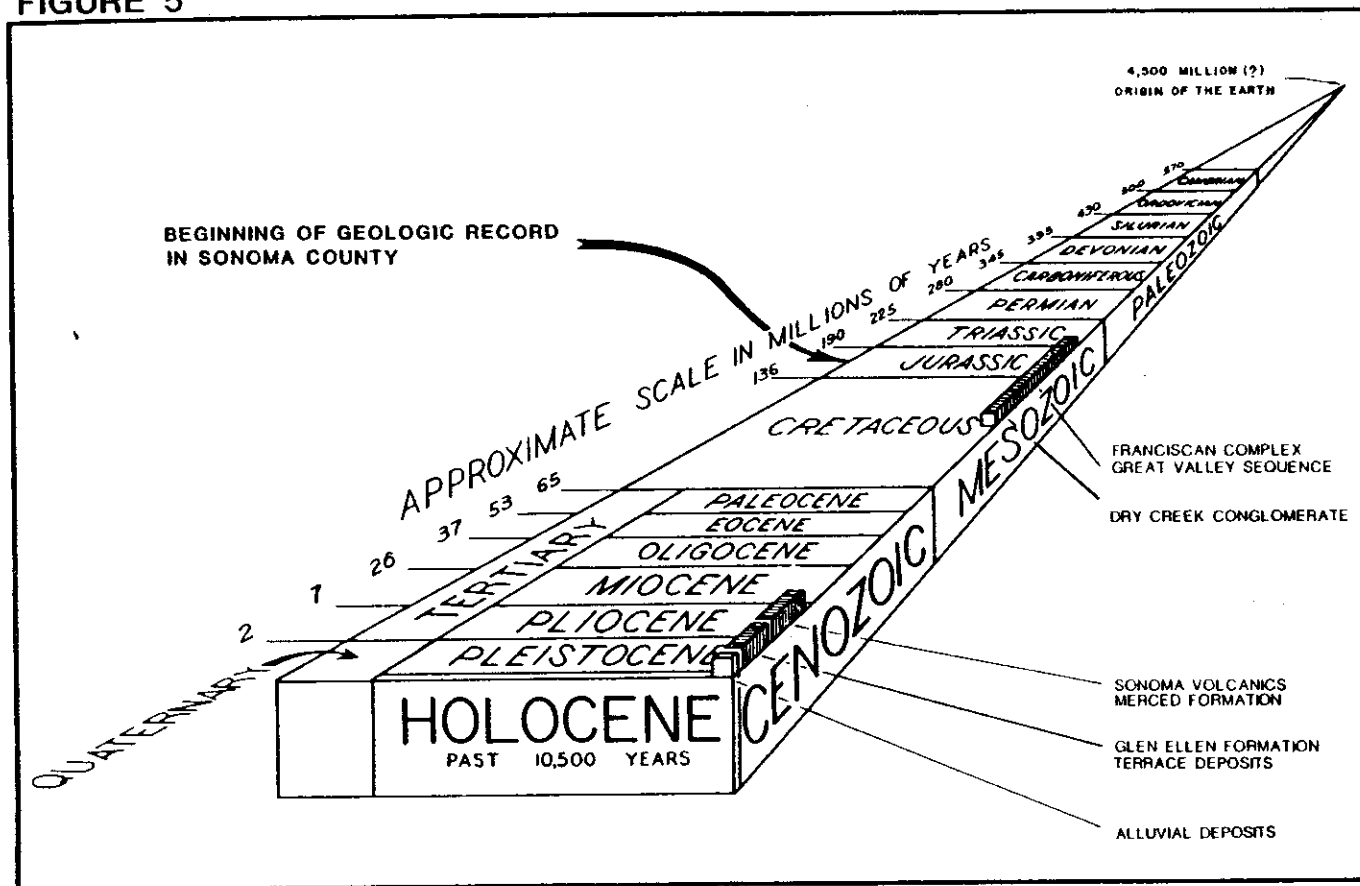 FIGURE 5
4,500 MILLION (?)
ORIGIN OF THE EARTH
BEGINNING OF GEOLOGIC RECORD
IN SONOMA COUNTY
APPROXIMATE SCALE IN MILLIONS OF YEARS
570
500
430
395
345
280
225
190
136
65
53
37
26
7
2
CAMBRIAN
ORDOVICIAN
SILURIAN
DEVONIAN
CARBONIFEROUS
PERMIAN
TRIASSIC
JURASSIC
CRETACEOUS
PALEOCENE
EOCENE
OLIGOCENE
MIOCENE
PLIOCENE
PLEISTOCENE
HOLOCENE
PAST 10,500 YEARS
TERTIARY
QUATERNARY
PALEOZOIC
MESOZOIC
CENOZOIC
FRANCISCAN COMPLEX
GREAT VALLEY SEQUENCE
DRY CREEK CONGLOMERATE
SONOMA VOLCANICS
MERCED FORMATION
GLEN ELLEN FORMATION
TERRACE DEPOSITS
ALLUVIAL DEPOSITS